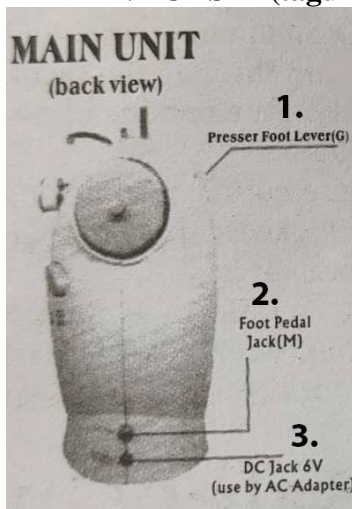 MAIN UNIT
(back view)
1.
Presser Foot Lever(G)
2.
Foot Pedal
Jack(M)
3.
DC Jack 6V
(use by AC Adapter)